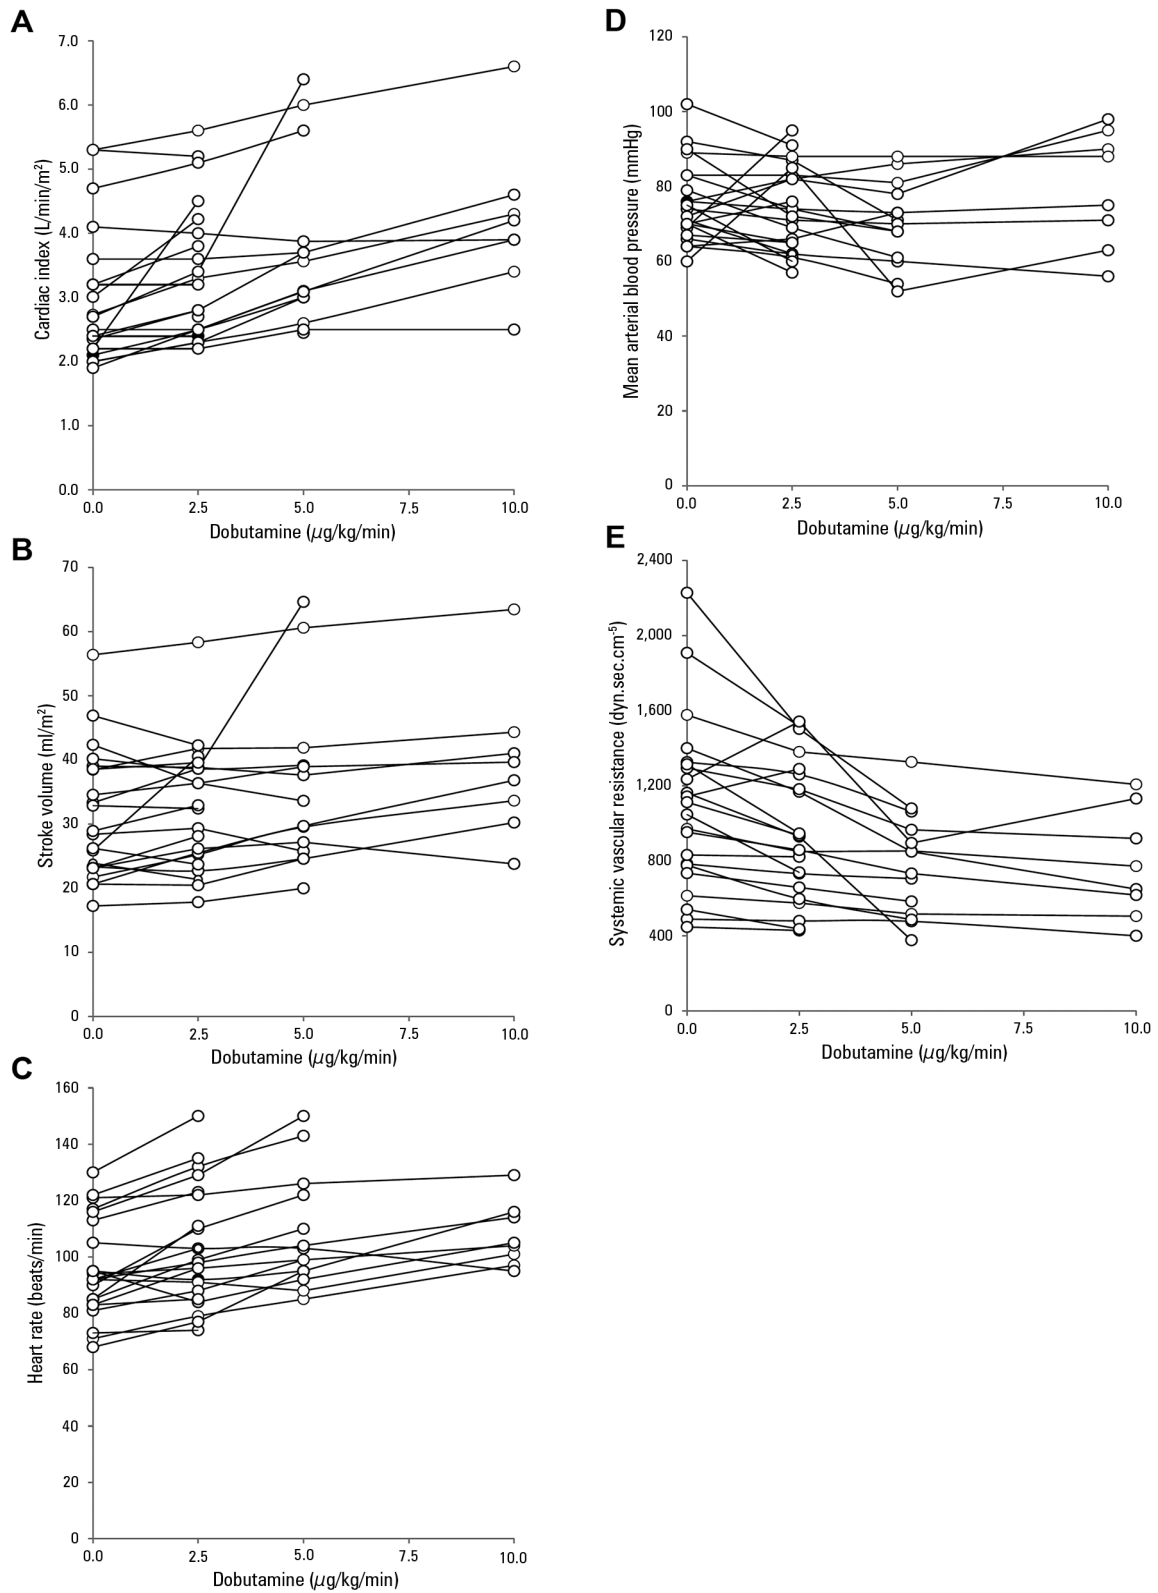 A
7.0
6.0
5.0
4.0
3.0
2.0
1.0
0.0
Cardiac index (L/min/m²)
0.0 2.5 5.0 7.5 10.0
Dobutamine (µg/kg/min)
B
70
60
50
40
30
20
10
0
Stroke volume (ml/m²)
0.0 2.5 5.0 7.5 10.0
Dobutamine (µg/kg/min)
C
160
140
120
100
80
60
40
20
0
Heart rate (beats/min)
0.0 2.5 5.0 7.5 10.0
Dobutamine (µg/kg/min)
D
120
100
80
60
40
20
0
Mean arterial blood pressure (mmHg)
0.0 2.5 5.0 7.5 10.0
Dobutamine (µg/kg/min)
E
2,400
2,000
1,600
1,200
800
400
0
Systemic vascular resistance (dyn.sec.cm⁻⁵)
0.0 2.5 5.0 7.5 10.0
Dobutamine (µg/kg/min)